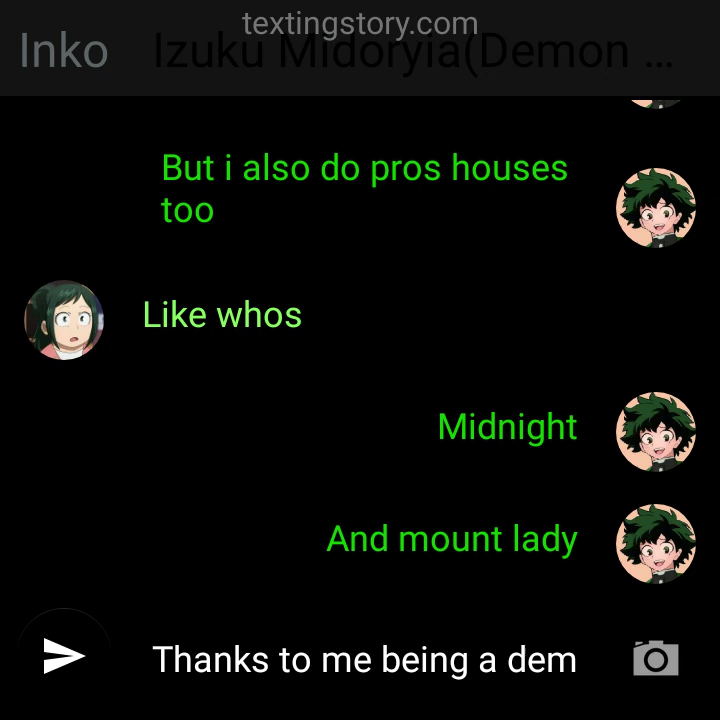 textingstory.com
Inko Izuku Midoryia(Demon ...
But i also do pros houses
too
Like whos
Midnight
And mount lady
Thanks to me being a dem